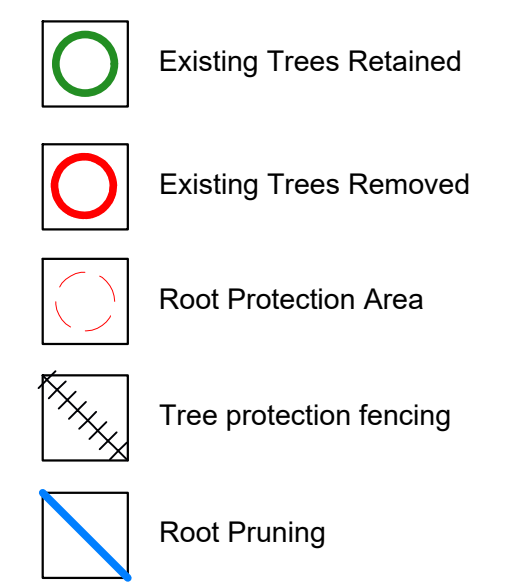 Existing Trees Retained
Existing Trees Removed
Root Protection Area
Tree protection fencing
Root Pruning